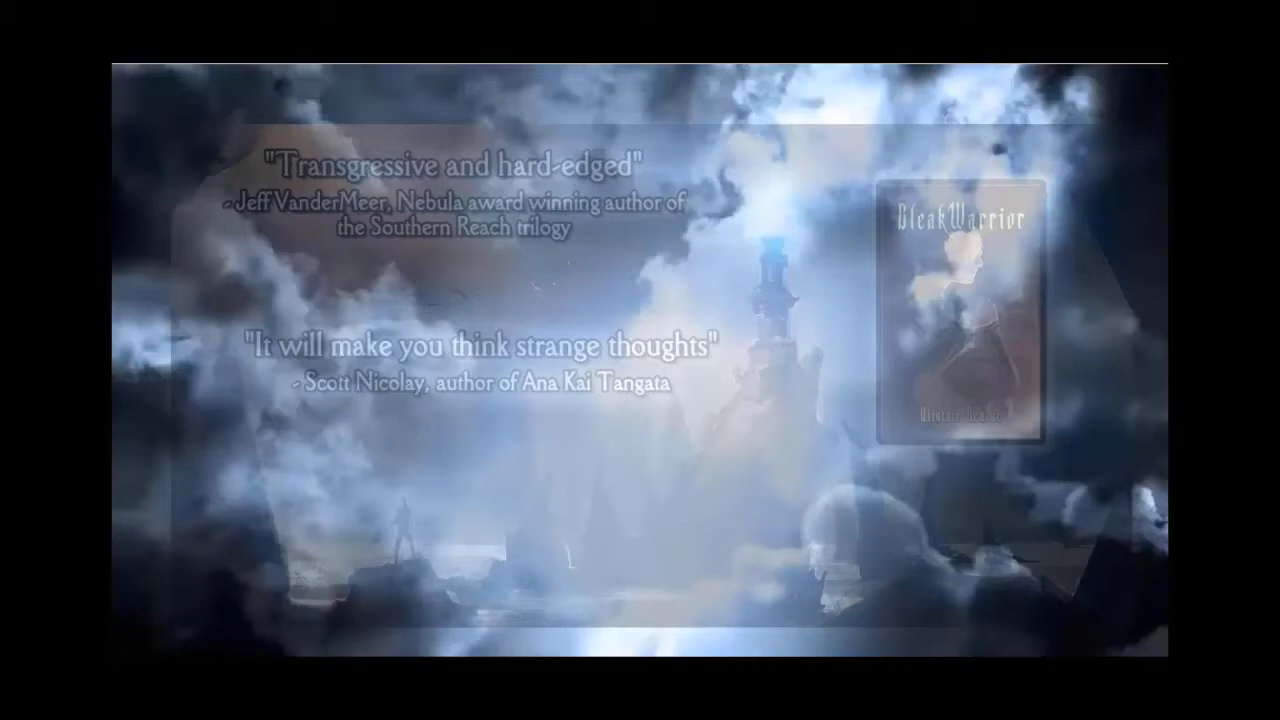 "Transgressive and hard-edged"
- Jeff VanderMeer, Nebula award winning author of
the Southern Reach trilogy
"It will make you think strange thoughts"
- Scott Nicolay, author of Ana Kai Tangata
BleakWarrior